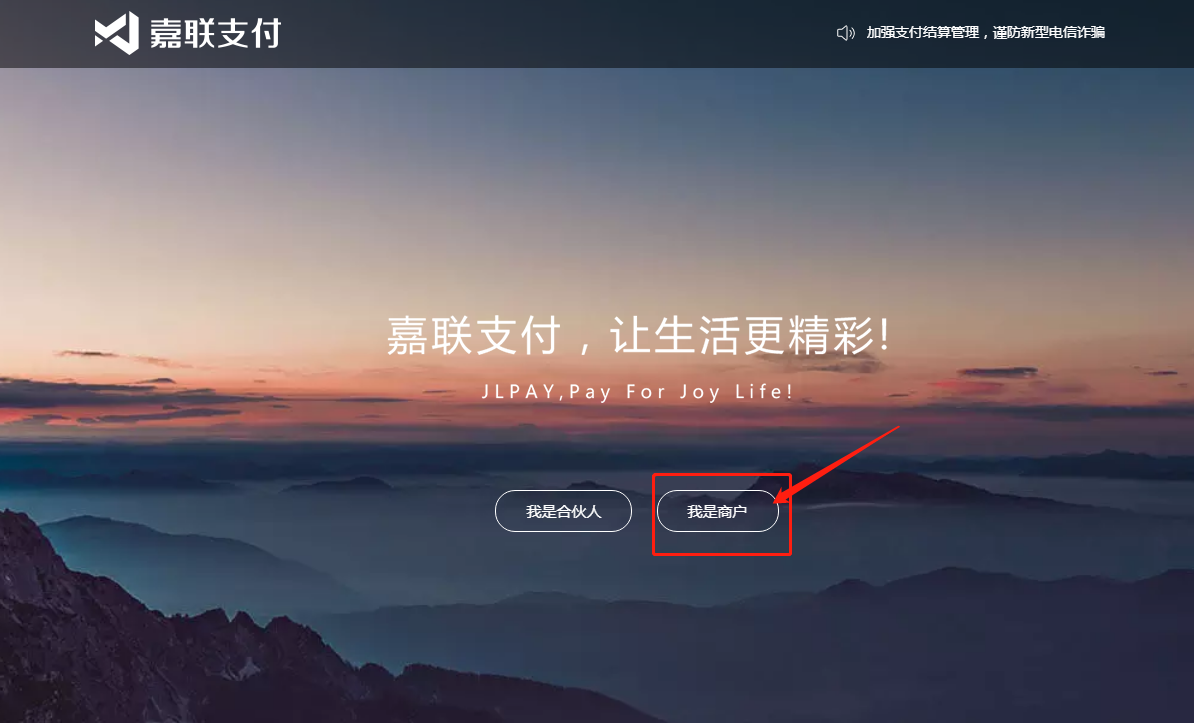 嘉联支付
加强支付结算管理，谨防新型电信诈骗
嘉联支付，让生活更精彩!
JLPAY,Pay For Joy Life!
我是合伙人
我是商户